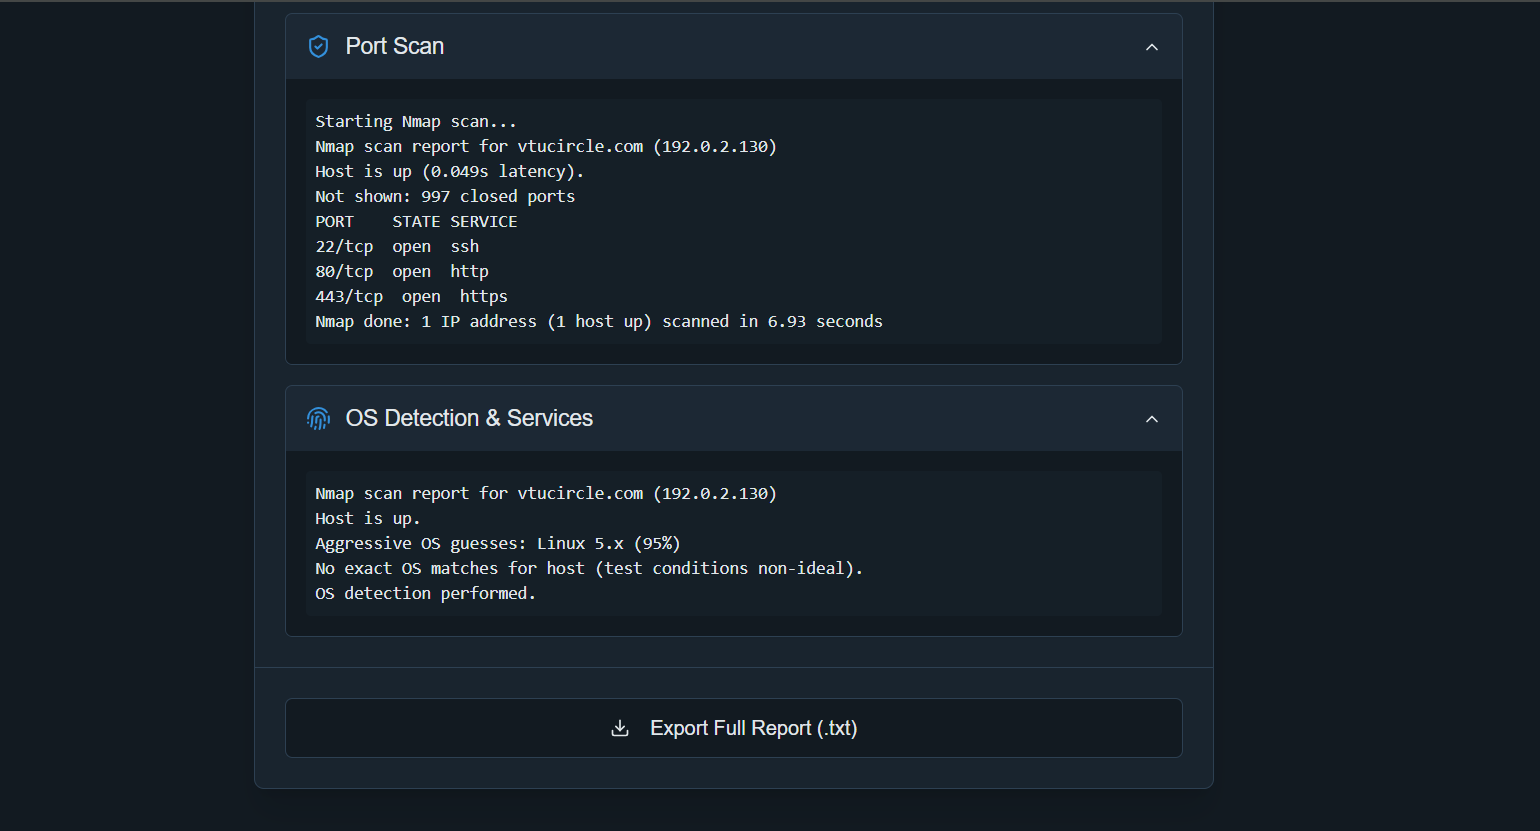 Port Scan
Starting Nmap scan...
Nmap scan report for vtucircle.com (192.0.2.130)
Host is up (0.049s latency).
Not shown: 997 closed ports
PORT    STATE SERVICE
22/tcp  open  ssh
80/tcp  open  http
443/tcp  open  https
Nmap done: 1 IP address (1 host up) scanned in 6.93 seconds
OS Detection & Services
Nmap scan report for vtucircle.com (192.0.2.130)
Host is up.
Aggressive OS guesses: Linux 5.x (95%)
No exact OS matches for host (test conditions non-ideal).
OS detection performed.
Export Full Report (.txt)